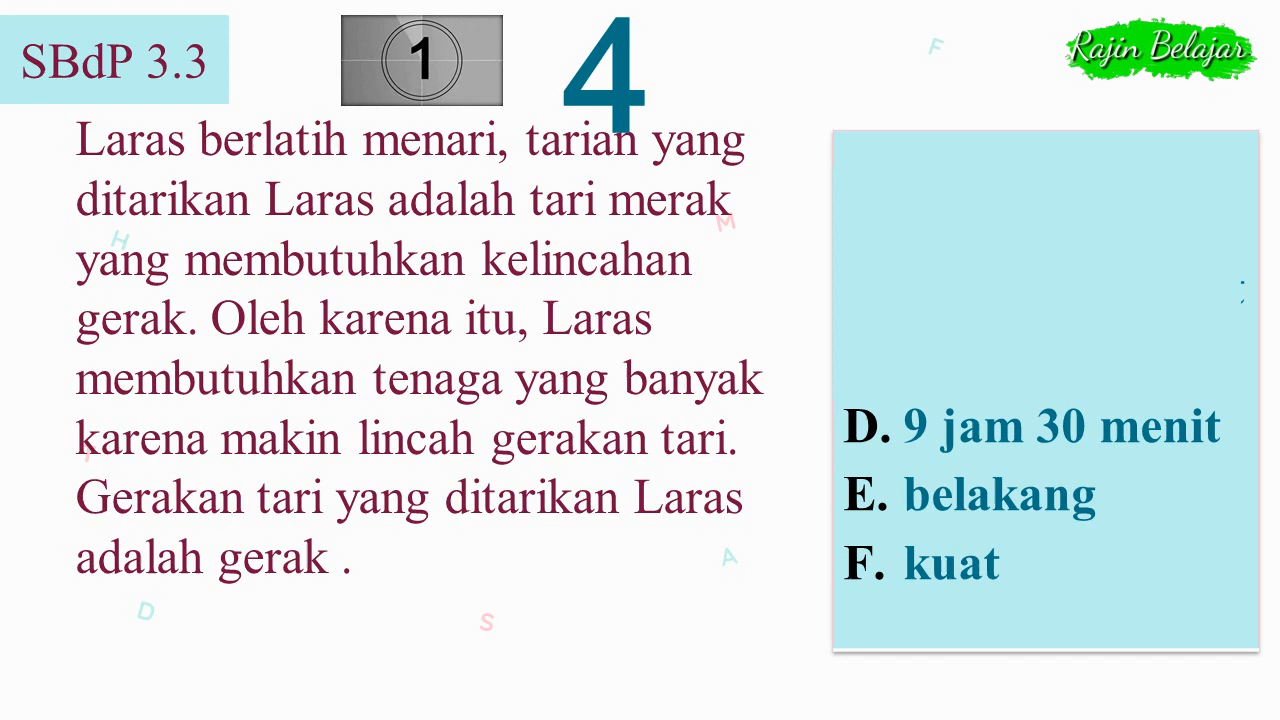 SBdP 3.3
1
4
Rajin Belajar
F
Laras berlatih menari, tarian yang
ditarikan Laras adalah tari merak
M
H
yang membutuhkan kelincahan
gerak. Oleh karena itu, Laras
membutuhkan tenaga yang banyak
karena makin lincah gerakan tari.
Gerakan tari yang ditarikan Laras
adalah gerak .
A
D
S
D. 9 jam 30 menit
E. belakang
F. kuat